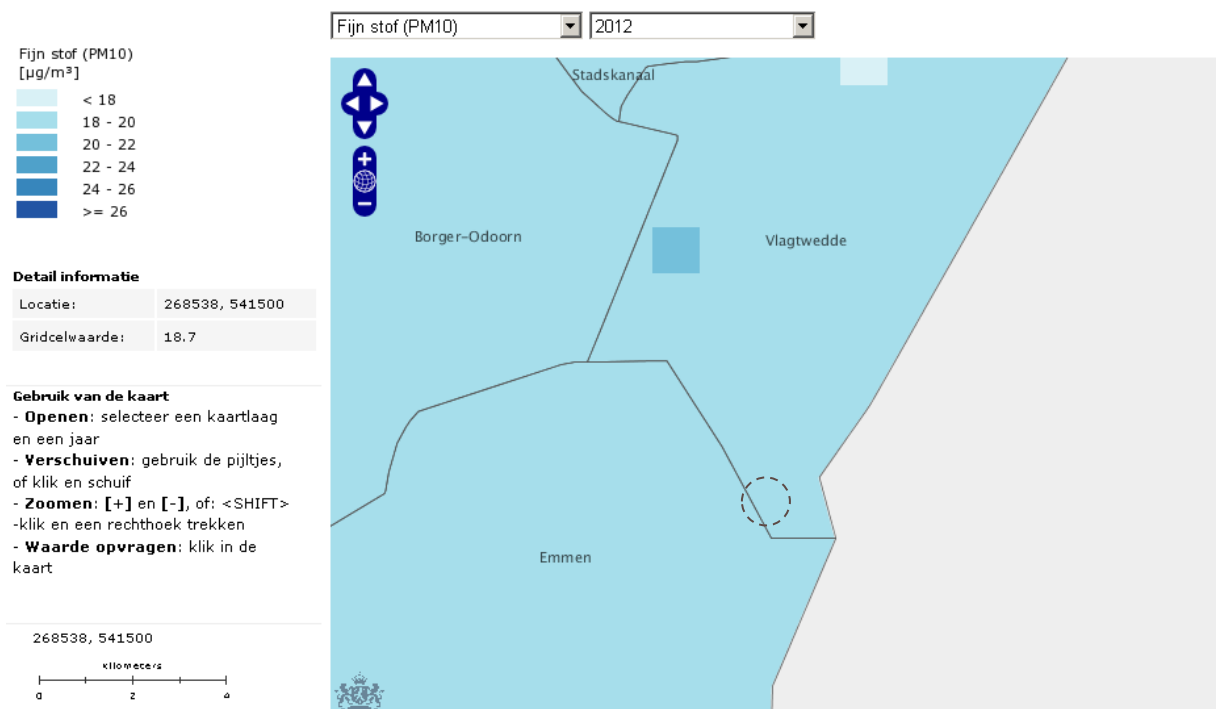 Fijn stof (PM10) 2012
Fijn stof (PM10)
[µg/m³]
< 18
18 - 20
20 - 22
22 - 24
24 - 26
>= 26
Detail informatie
Locatie: 268538, 541500
Gridcelwaarde: 18.7
Gebruik van de kaart
- Openen: selecteer een kaartlaag
en een jaar
- Verschuiven: gebruik de pijltjes,
of klik en schuif
- Zoomen: [+] en [-], of: <SHIFT>
-klik en een rechthoek trekken
- Waarde opvragen: klik in de
kaart
268538, 541500
kilometers
0 2 4
Stadskanaal
Borger-Odoorn
Vlagtwedde
Emmen